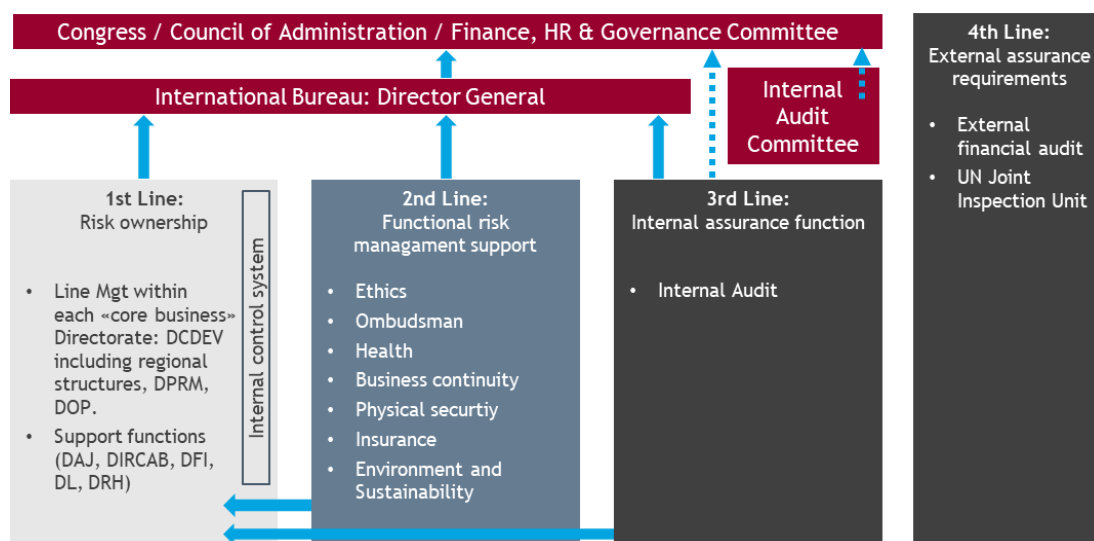 Congress / Council of Administration / Finance, HR & Governance Committee
International Bureau: Director General
Internal
Audit
Committee
4th Line:
External assurance
requirements
• External
financial audit
• UN Joint
Inspection Unit
1st Line:
Risk ownership
• Line Mgt within
each «core business»
Directorate: DCDEV
including regional
structures, DPRM,
DOP.
• Support functions
(DAJ, DIRCAB, DFI,
DL, DRH)
Internal control system
2nd Line:
Functional risk
managament support
• Ethics
• Ombudsman
• Health
• Business continuity
• Physical securtiy
• Insurance
• Environment and
Sustainability
3rd Line:
Internal assurance function
• Internal Audit